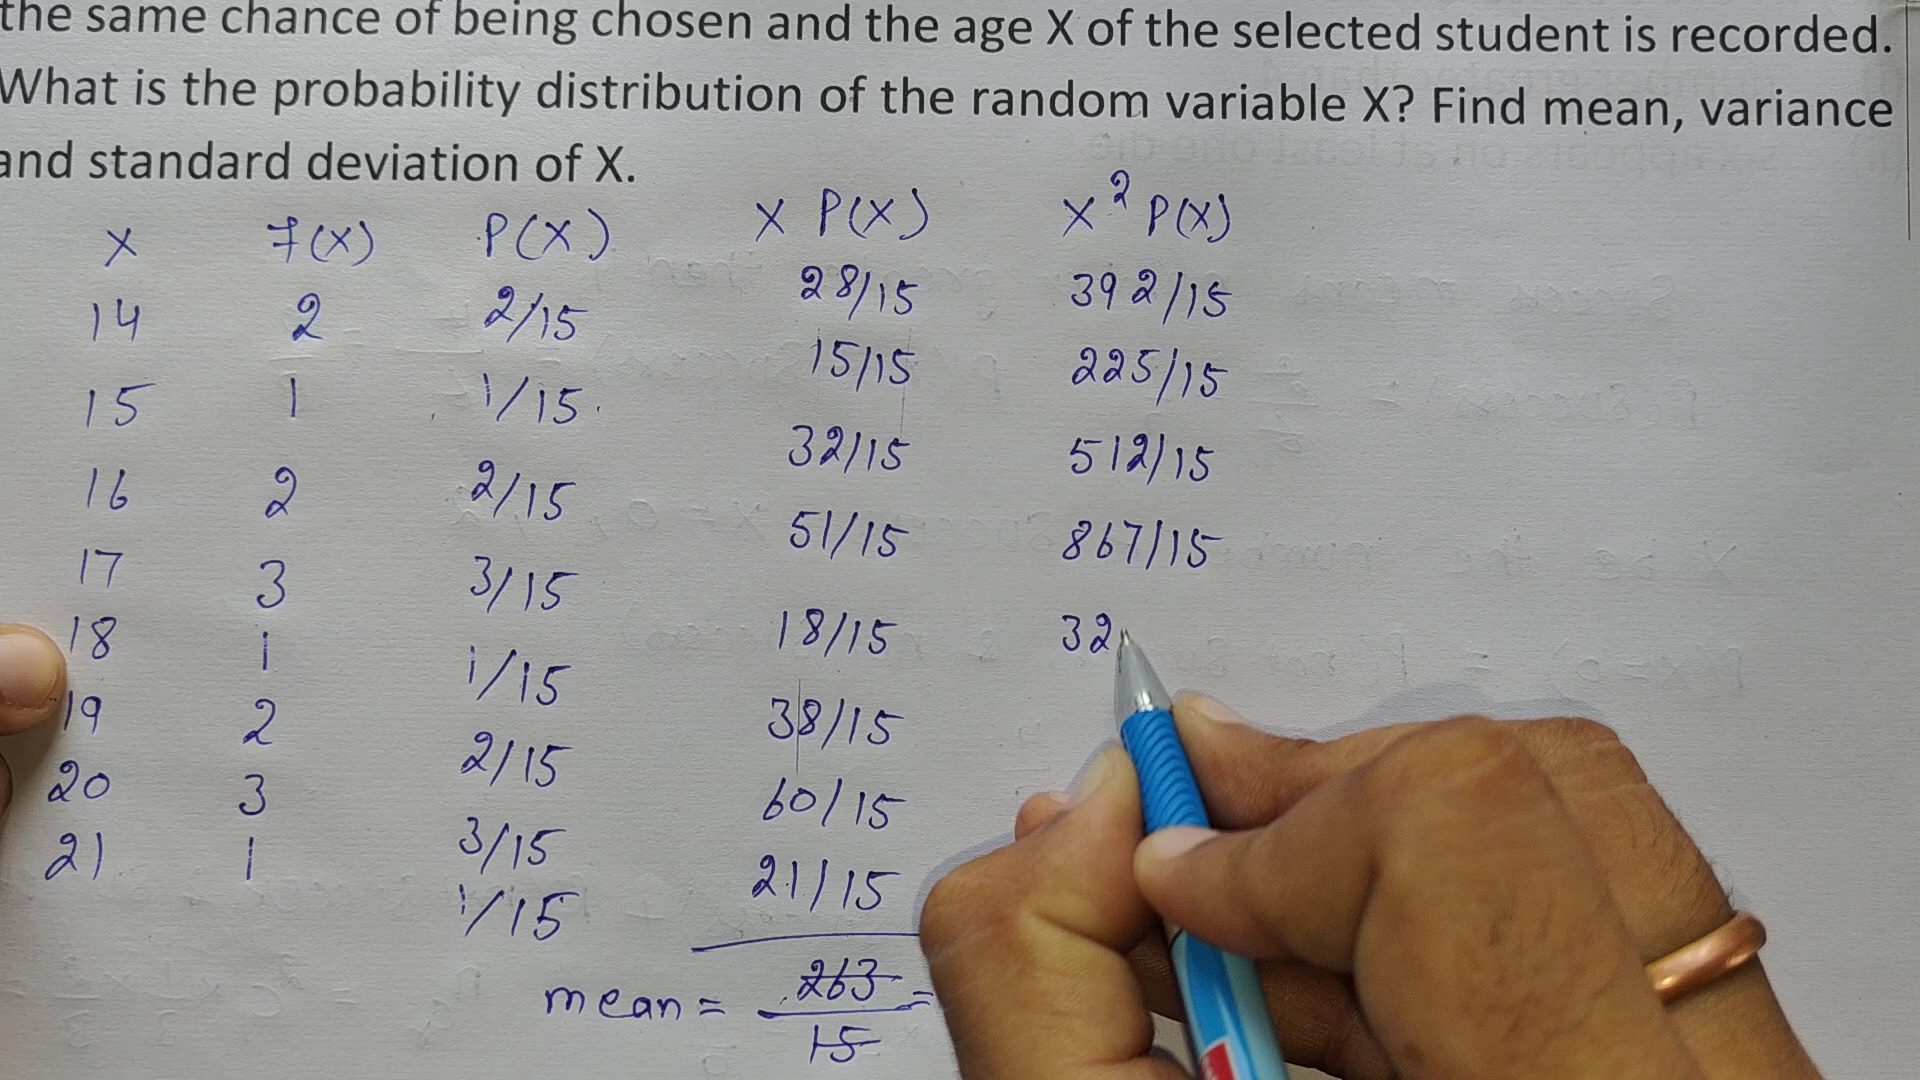 the same chance of being chosen and the age X of the selected student is recorded.
What is the probability distribution of the random variable X? Find mean, variance
and standard deviation of X.
X f(X) P(X) X P(X) X² P(X)
14 2 2/15 28/15 392/15
15 1 1/15 15/15 225/15
16 2 2/15 32/15 512/15
17 3 3/15 51/15 867/15
18 1 1/15 18/15 32
19 2 2/15 38/15
20 3 3/15 60/15
21 1 1/15 21/15
mean = 263/15 =